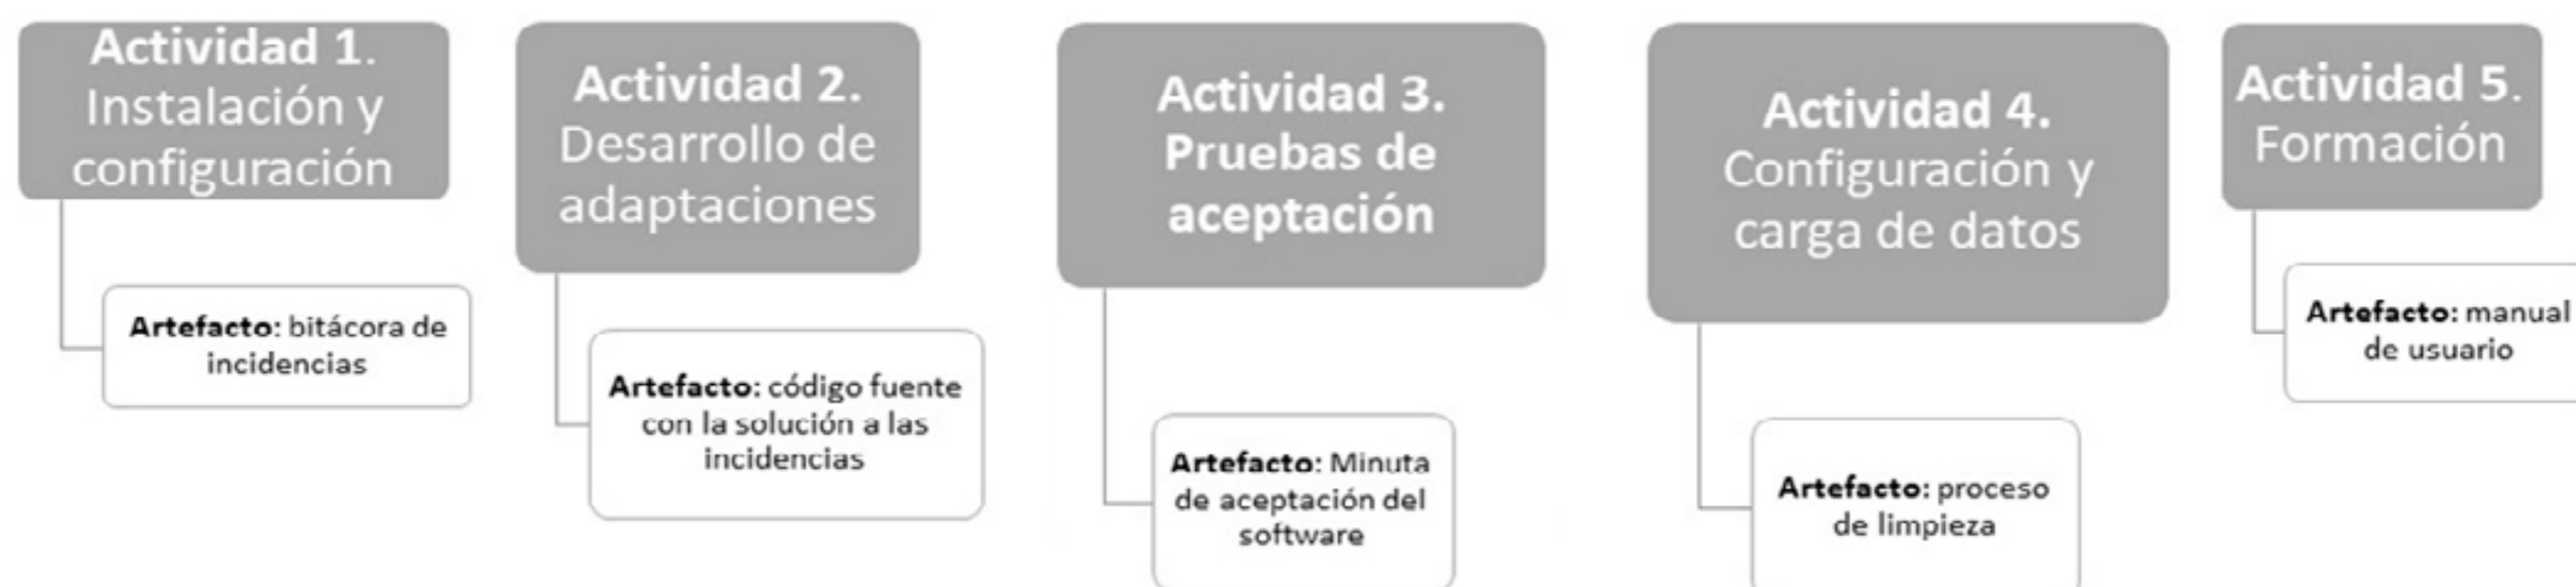 Actividad 1.
Instalación y
configuración
Artefacto: bitácora de
incidencias
Actividad 2.
Desarrollo de
adaptaciones
Artefacto: código fuente
con la solución a las
incidencias
Actividad 3.
Pruebas de
aceptación
Artefacto: Minuta
de aceptación del
software
Actividad 4.
Configuración y
carga de datos
Artefacto: proceso
de limpieza
Actividad 5.
Formación
Artefacto: manual
de usuario